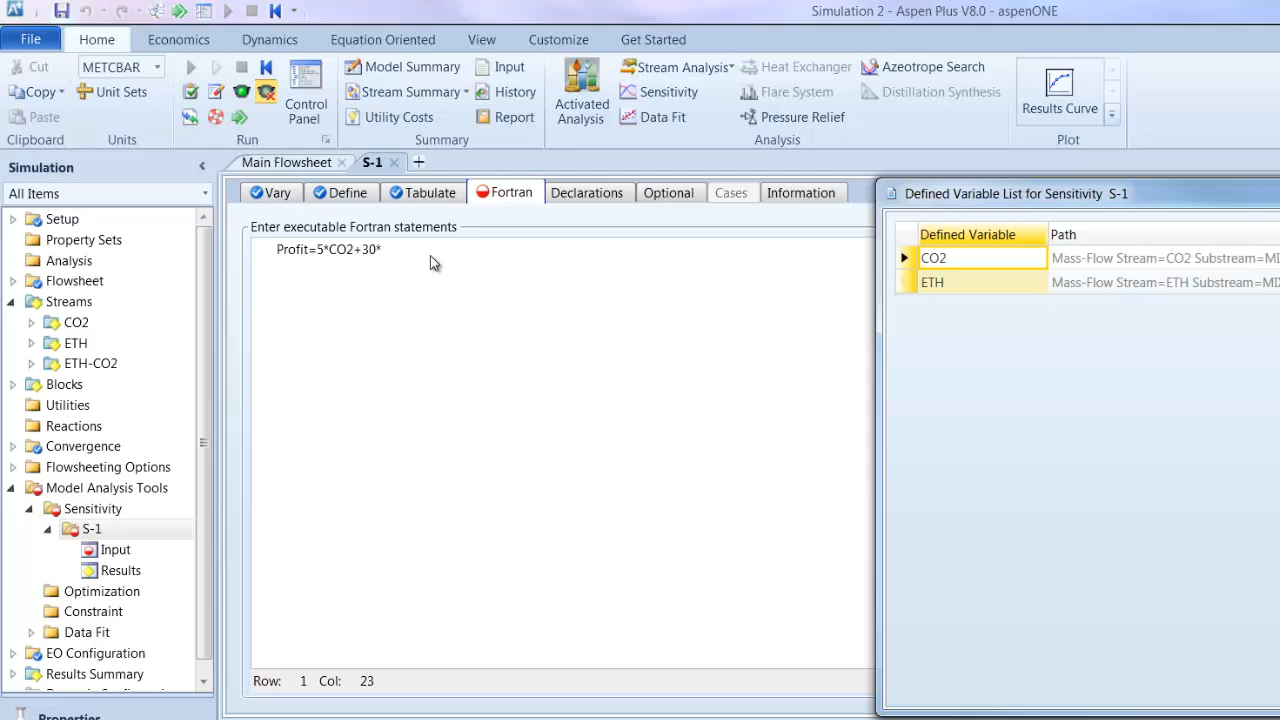 Simulation 2 - Aspen Plus V8.0 - aspenONE
File Home Economics Dynamics Equation Oriented View Customize Get Started
Cut METCBAR Model Summary Input Stream Analysis Heat Exchanger Azeotrope Search
Copy Unit Sets Stream Summary History Sensitivity Flare System Distillation Synthesis
Paste Control Panel Utility Costs Report Activated Analysis Data Fit Pressure Relief Results Curve
Clipboard Units Run Summary Analysis Plot
Simulation Main Flowsheet S-1
All Items
Vary Define Tabulate Fortran Declarations Optional Cases Information
Enter executable Fortran statements
Profit=5*CO2+30*
Row: 1 Col: 23
Setup
Property Sets
Analysis
Flowsheet
Streams
CO2
ETH
ETH-CO2
Blocks
Utilities
Reactions
Convergence
Flowsheeting Options
Model Analysis Tools
Sensitivity
S-1
Input
Results
Optimization
Constraint
Data Fit
EO Configuration
Results Summary
Properties
Defined Variable List for Sensitivity S-1
Defined Variable Path
CO2 Mass-Flow Stream=CO2 Substream=MI
ETH Mass-Flow Stream=ETH Substream=MIX